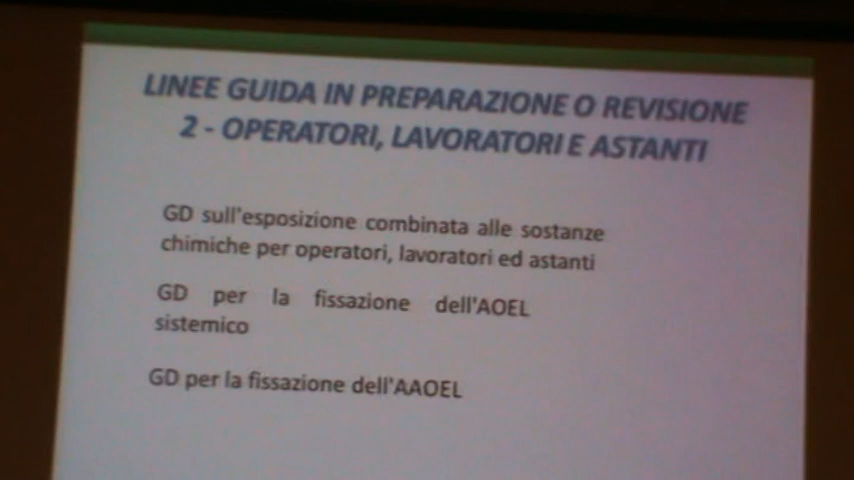 LINEE GUIDA IN PREPARAZIONE O REVISIONE
2 - OPERATORI, LAVORATORI E ASTANTI
GD sull'esposizione combinata alle sostanze
chimiche per operatori, lavoratori ed astanti
GD per la fissazione dell'AOEL
sistemico
GD per la fissazione dell'AAOEL